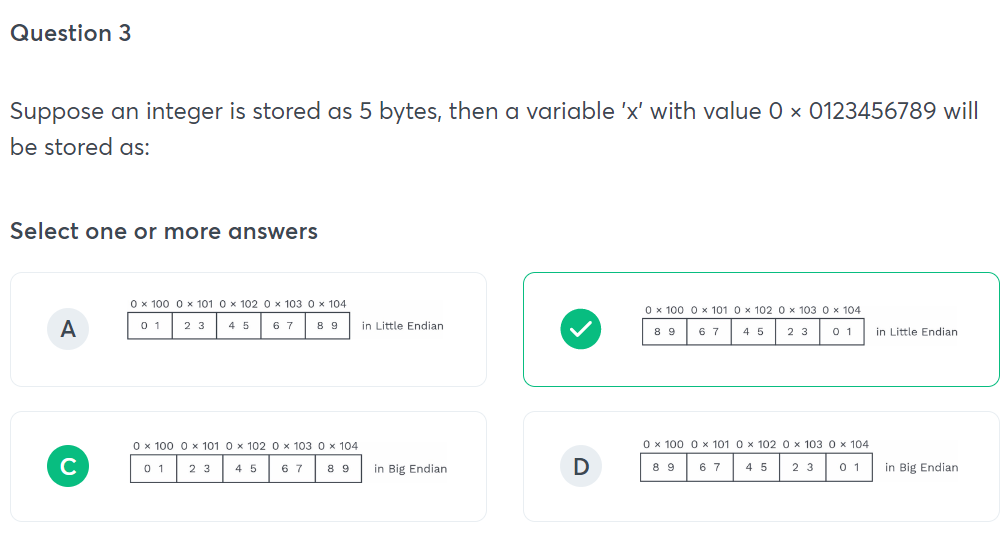 Question 3
Suppose an integer is stored as 5 bytes, then a variable 'x' with value 0 × 0123456789 will
be stored as:
Select one or more answers
A
0 × 100 0 × 101 0 × 102 0 × 103 0 × 104
0 1 2 3 4 5 6 7 8 9 in Little Endian
0 × 100 0 × 101 0 × 102 0 × 103 0 × 104
8 9 6 7 4 5 2 3 0 1 in Little Endian
C
0 × 100 0 × 101 0 × 102 0 × 103 0 × 104
0 1 2 3 4 5 6 7 8 9 in Big Endian
D
0 × 100 0 × 101 0 × 102 0 × 103 0 × 104
8 9 6 7 4 5 2 3 0 1 in Big Endian